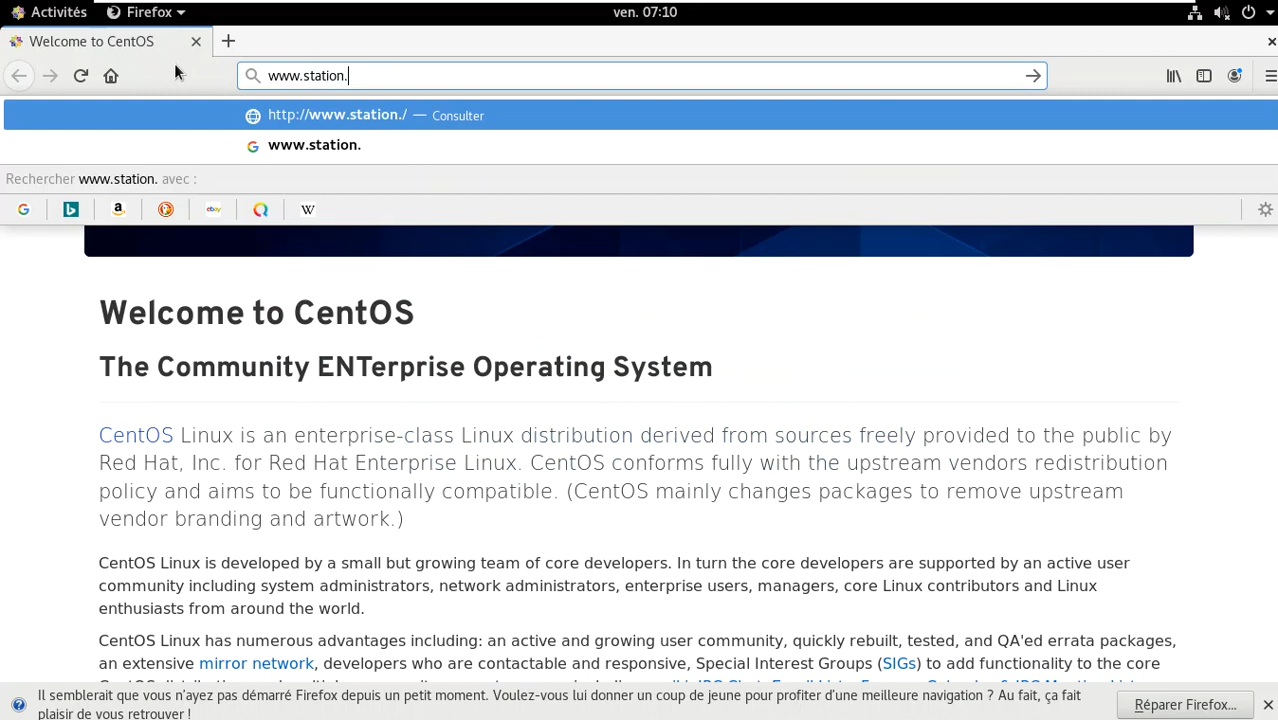 Activités Firefox ven. 07:10
Welcome to CentOS
www.station.
http://www.station./ — Consulter
www.station.
Rechercher www.station. avec :
Welcome to CentOS
The Community ENTerprise Operating System
CentOS Linux is an enterprise-class Linux distribution derived from sources freely provided to the public by
Red Hat, Inc. for Red Hat Enterprise Linux. CentOS conforms fully with the upstream vendors redistribution
policy and aims to be functionally compatible. (CentOS mainly changes packages to remove upstream
vendor branding and artwork.)
CentOS Linux is developed by a small but growing team of core developers. In turn the core developers are supported by an active user
community including system administrators, network administrators, enterprise users, managers, core Linux contributors and Linux
enthusiasts from around the world.
CentOS Linux has numerous advantages including: an active and growing user community, quickly rebuilt, tested, and QA'ed errata packages,
an extensive mirror network, developers who are contactable and responsive, Special Interest Groups (SIGs) to add functionality to the core
Il semblerait que vous n'ayez pas démarré Firefox depuis un petit moment. Voulez-vous lui donner un coup de jeune pour profiter d'une meilleure navigation ? Au fait, ça fait
plaisir de vous retrouver !
Réparer Firefox...